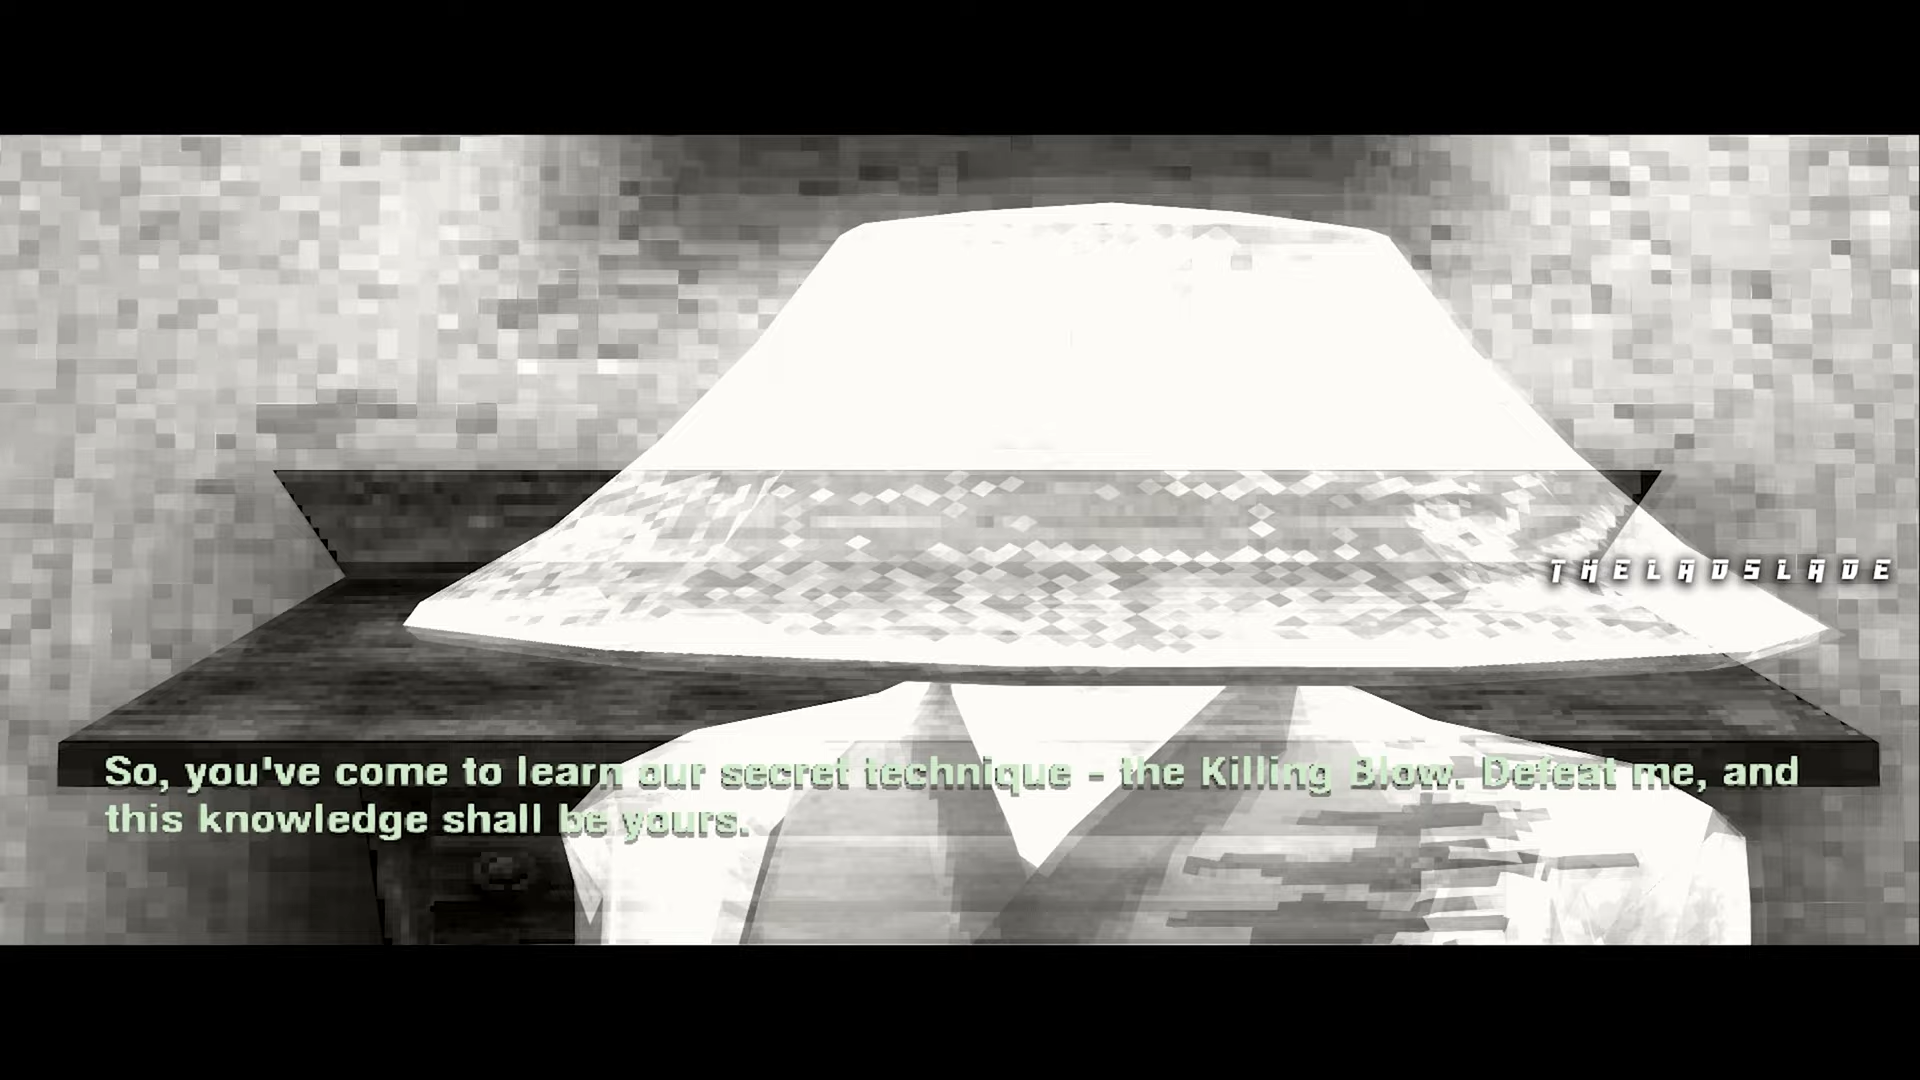 THELADSLADE
So, you've come to learn our secret technique - the Killing Blow. Defeat me, and
this knowledge shall be yours.